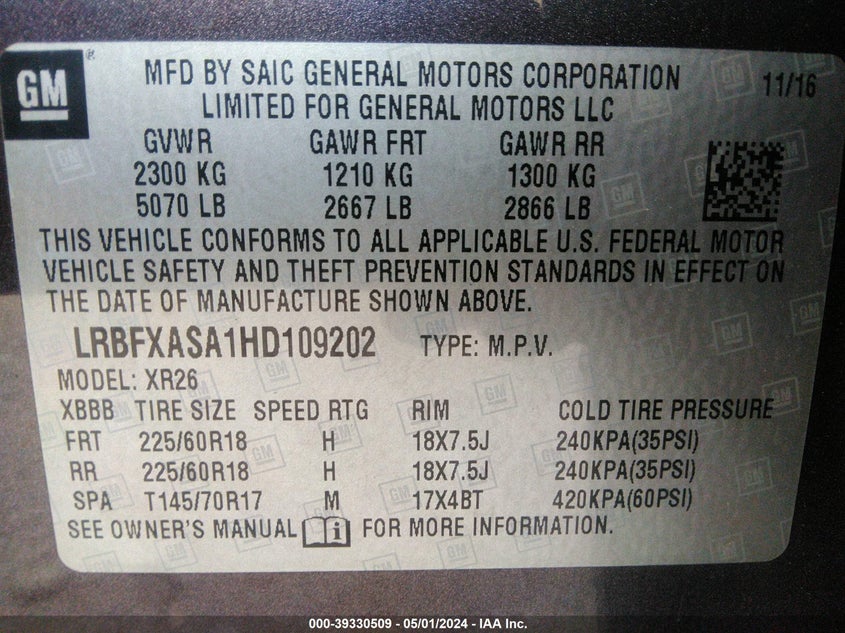 GM ®
MFD BY SAIC GENERAL MOTORS CORPORATION 11/16
LIMITED FOR GENERAL MOTORS LLC
GVWR GAWR FRT GAWR RR
2300 KG 1210 KG 1300 KG
5070 LB 2667 LB 2866 LB
THIS VEHICLE CONFORMS TO ALL APPLICABLE U.S. FEDERAL MOTOR
VEHICLE SAFETY AND THEFT PREVENTION STANDARDS IN EFFECT ON
THE DATE OF MANUFACTURE SHOWN ABOVE.
LRBFXASA1HD109202 TYPE: M.P.V.
MODEL: XR26
XBBB TIRE SIZE SPEED RTG RIM COLD TIRE PRESSURE
FRT 225/60R18 H 18X7.5J 240KPA(35PSI)
RR 225/60R18 H 18X7.5J 240KPA(35PSI)
SPA T145/70R17 M 17X4BT 420KPA(60PSI)
SEE OWNER'S MANUAL i FOR MORE INFORMATION.
000-39330509 - 05/01/2024 - IAA Inc.